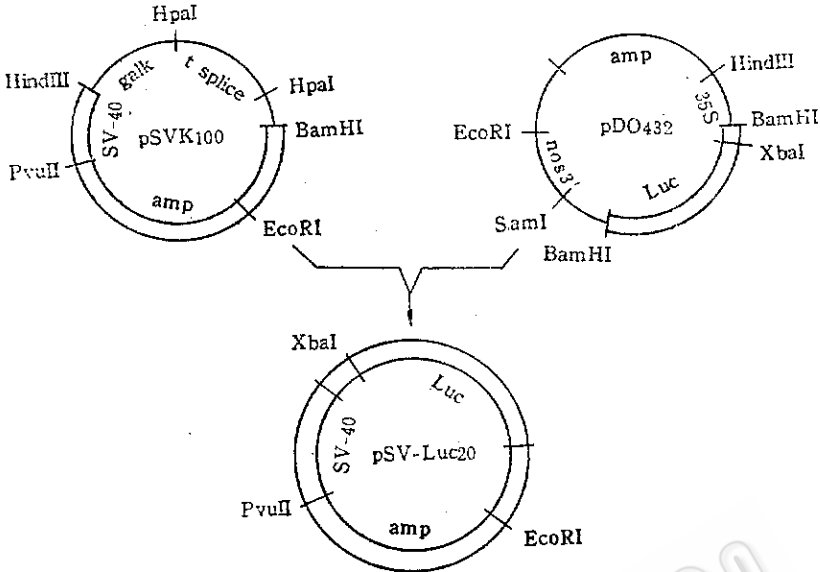 HpaI
HindIII
galk
t splice
HpaI
SV-40
pSVK100
BamHI
PvuII
amp
EcoRI
amp
HindIII
35S
EcoRI
pDO432
BamHI
XbaI
nos3'
Luc
SamI
BamHI
XbaI
Luc
SV-40
pSV-Luc20
PvuII
amp
EcoRI